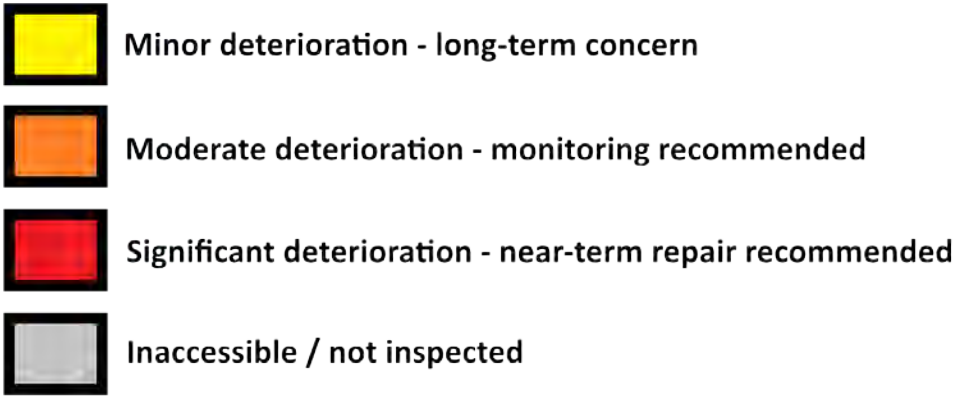 Minor deterioration - long-term concern
Moderate deterioration - monitoring recommended
Significant deterioration - near-term repair recommended
Inaccessible / not inspected